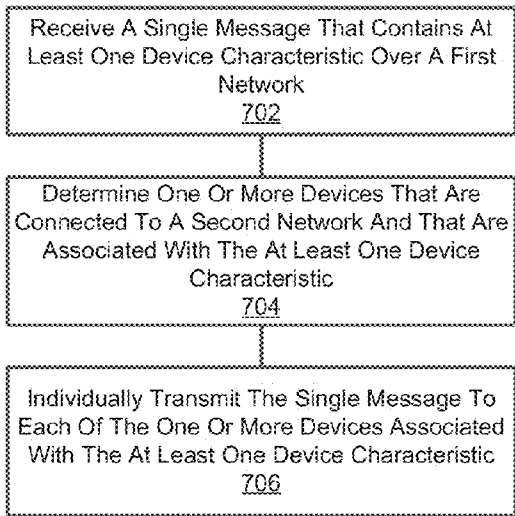 Receive A Single Message That Contains At
Least One Device Characteristic Over A First
Network
702
Determine One Or More Devices That Are
Connected To A Second Network And That Are
Associated With The At Least One Device
Characteristic
704
Individually Transmit The Single Message To
Each Of The One Or More Devices Associated
With The At Least One Device Characteristic
706